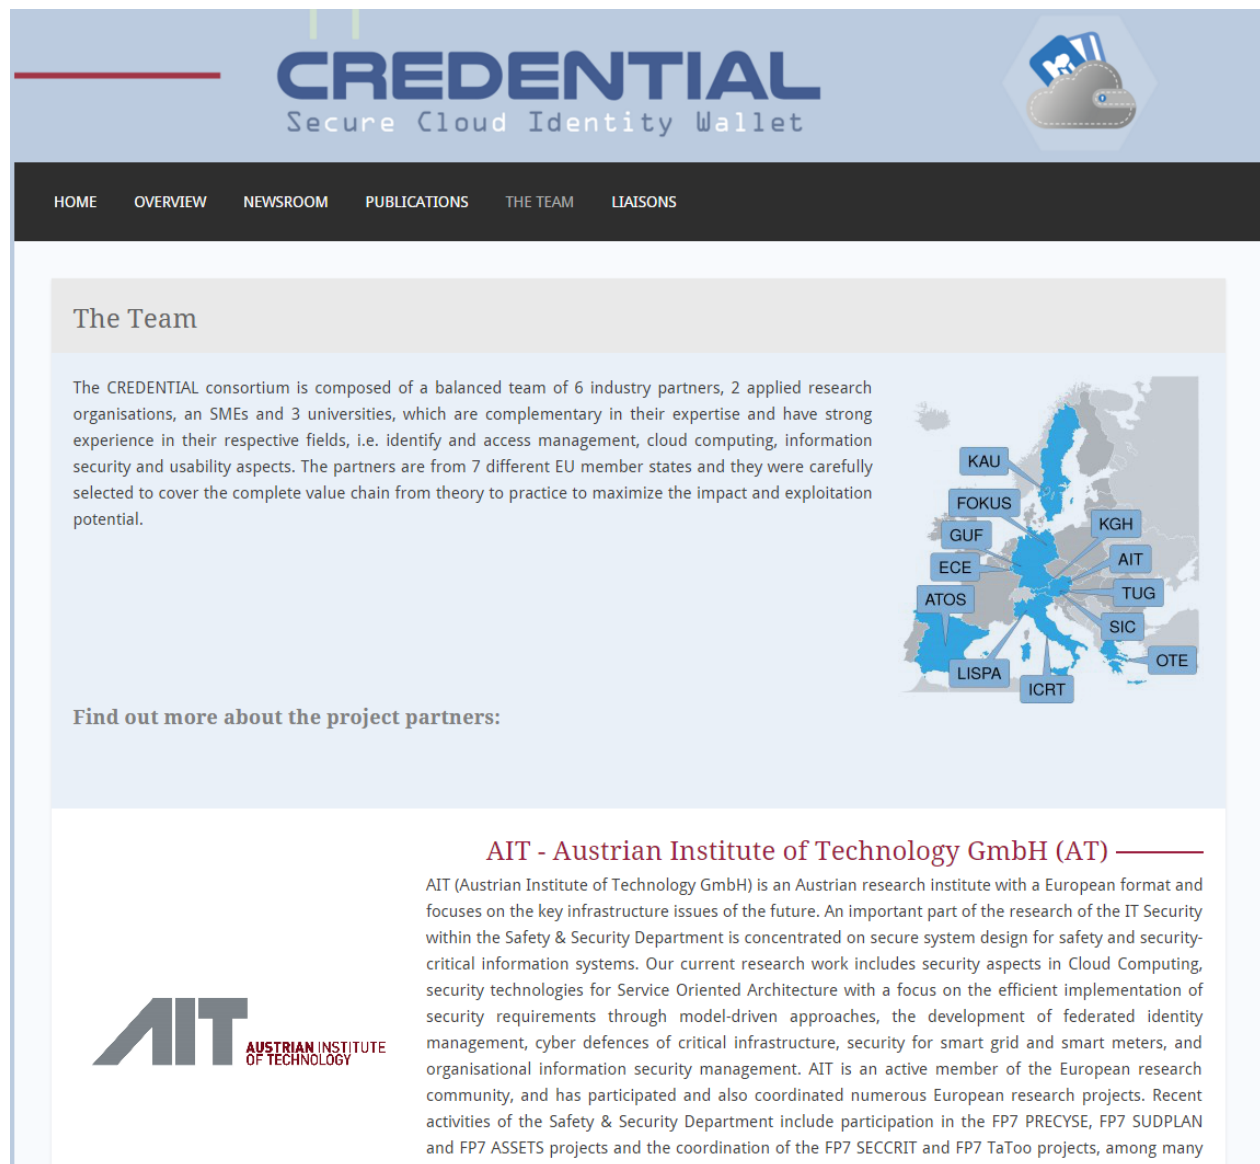 CREDENTIAL
Secure Cloud Identity Wallet
HOME OVERVIEW NEWSROOM PUBLICATIONS THE TEAM LIAISONS
The Team
The CREDENTIAL consortium is composed of a balanced team of 6 industry partners, 2 applied research
organisations, an SMEs and 3 universities, which are complementary in their expertise and have strong
experience in their respective fields, i.e. identify and access management, cloud computing, information
security and usability aspects. The partners are from 7 different EU member states and they were carefully
selected to cover the complete value chain from theory to practice to maximize the impact and exploitation
potential.
KAU
FOKUS
KGH
GUF
AIT
ECE
TUG
ATOS
SIC
OTE
LISPA
ICRT
Find out more about the project partners:
AIT - Austrian Institute of Technology GmbH (AT)
AIT
AUSTRIAN INSTITUTE
OF TECHNOLOGY
AIT (Austrian Institute of Technology GmbH) is an Austrian research institute with a European format and
focuses on the key infrastructure issues of the future. An important part of the research of the IT Security
within the Safety & Security Department is concentrated on secure system design for safety and security-
critical information systems. Our current research work includes security aspects in Cloud Computing,
security technologies for Service Oriented Architecture with a focus on the efficient implementation of
security requirements through model-driven approaches, the development of federated identity
management, cyber defences of critical infrastructure, security for smart grid and smart meters, and
organisational information security management. AIT is an active member of the European research
community, and has participated and also coordinated numerous European research projects. Recent
activities of the Safety & Security Department include participation in the FP7 PRECYSE, FP7 SUDPLAN
and FP7 ASSETS projects and the coordination of the FP7 SECCRIT and FP7 TaToo projects, among many